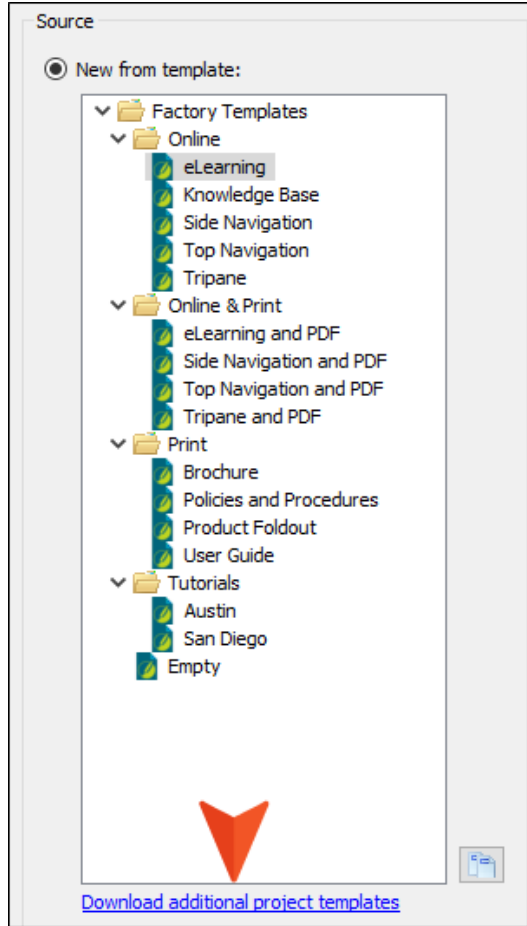 Source
New from template:
Factory Templates
Online
eLearning
Knowledge Base
Side Navigation
Top Navigation
Tripane
Online & Print
eLearning and PDF
Side Navigation and PDF
Top Navigation and PDF
Tripane and PDF
Print
Brochure
Policies and Procedures
Product Foldout
User Guide
Tutorials
Austin
San Diego
Empty
Download additional project templates